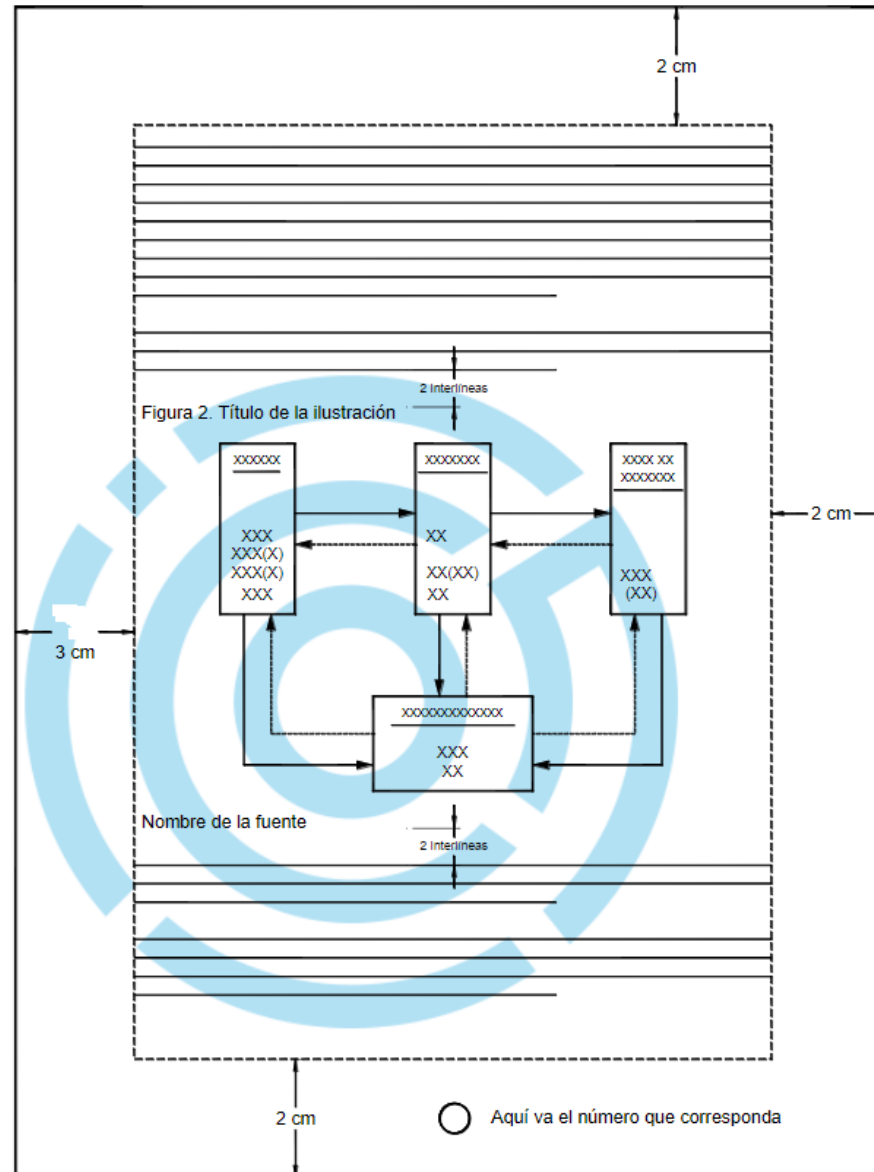 2 cm
2 interlíneas
Figura 2. Título de la ilustración
XXXXXX
XXXXXXX
XXXX XX
XXXXXXX
2 cm
XXX
XX
XXX(X)
XXX(X)
XX(XX)
XXX
XXX
XX
(XX)
3 cm
XXXXXXXXXXXXX
XXX
XX
Nombre de la fuente
2 interlíneas
2 cm
Aquí va el número que corresponda